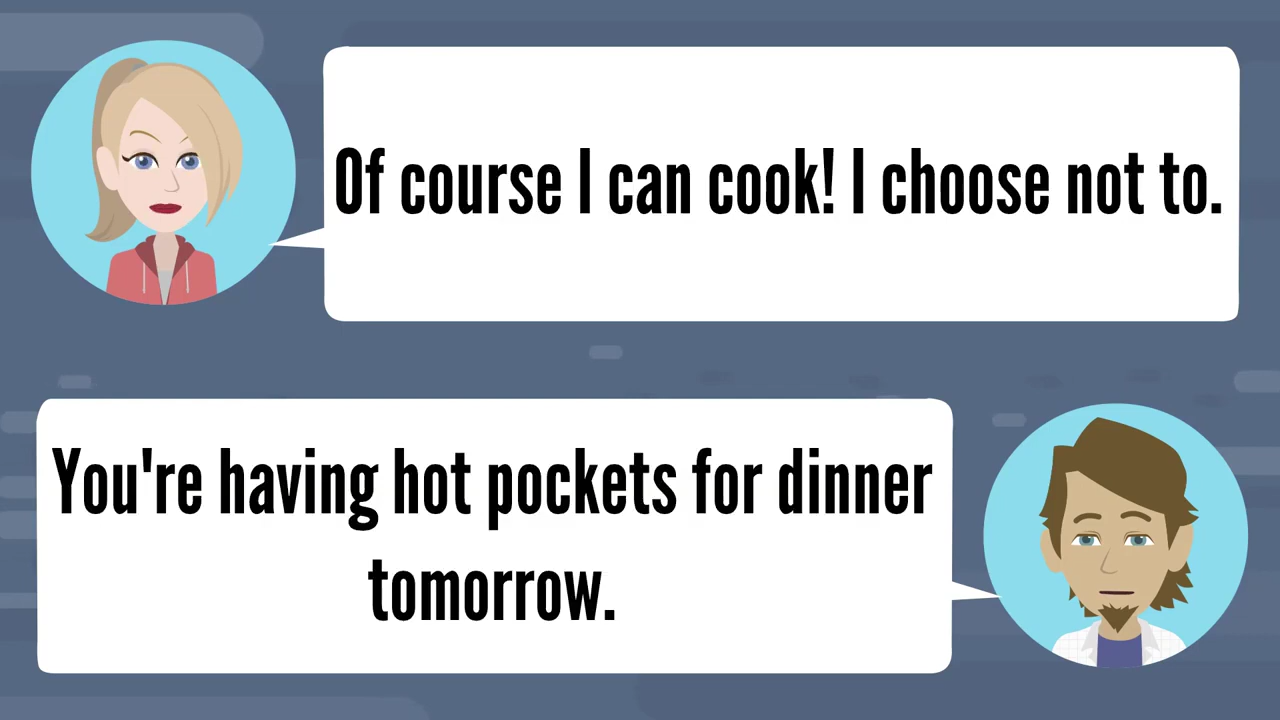 Of course I can cook! I choose not to.
You're having hot pockets for dinner
tomorrow.